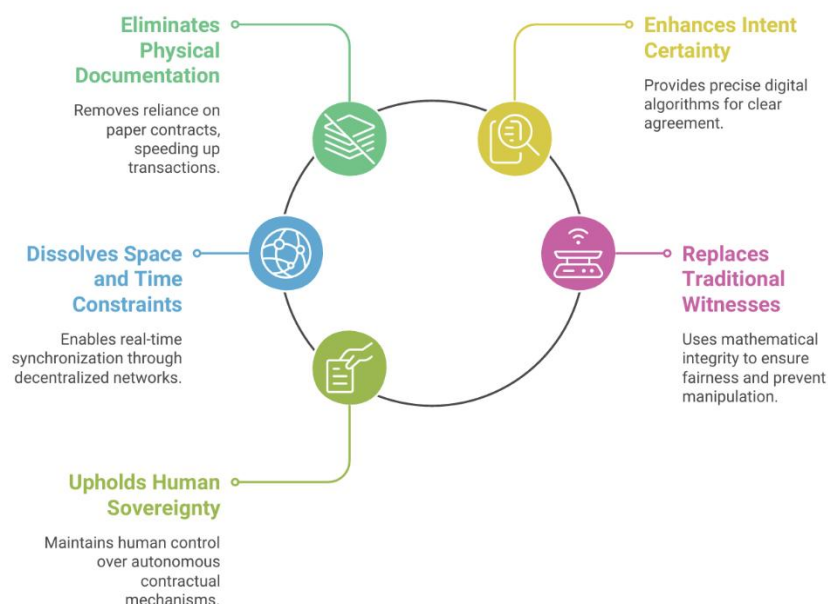 Eliminates
Physical
Documentation
Removes reliance on
paper contracts,
speeding up
transactions.
Enhances Intent
Certainty
Provides precise digital
algorithms for clear
agreement.
Dissolves Space
and Time
Constraints
Enables real-time
synchronization through
decentralized networks.
Replaces
Traditional
Witnesses
Uses mathematical
integrity to ensure
fairness and prevent
manipulation.
Upholds Human
Sovereignty
Maintains human control
over autonomous
contractual
mechanisms.